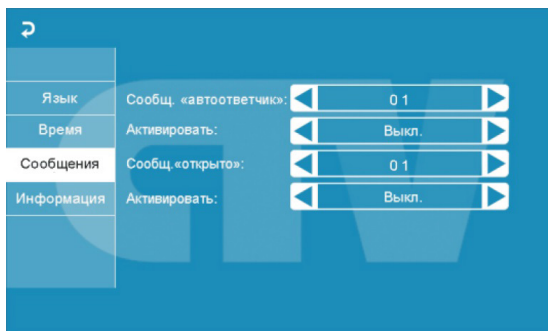 Язык
Сообщ. «автоответчик»: 0 1
Время
Активировать: Выкл.
Сообщения
Сообщ.«открыто»: 0 1
Информация
Активировать: Выкл.